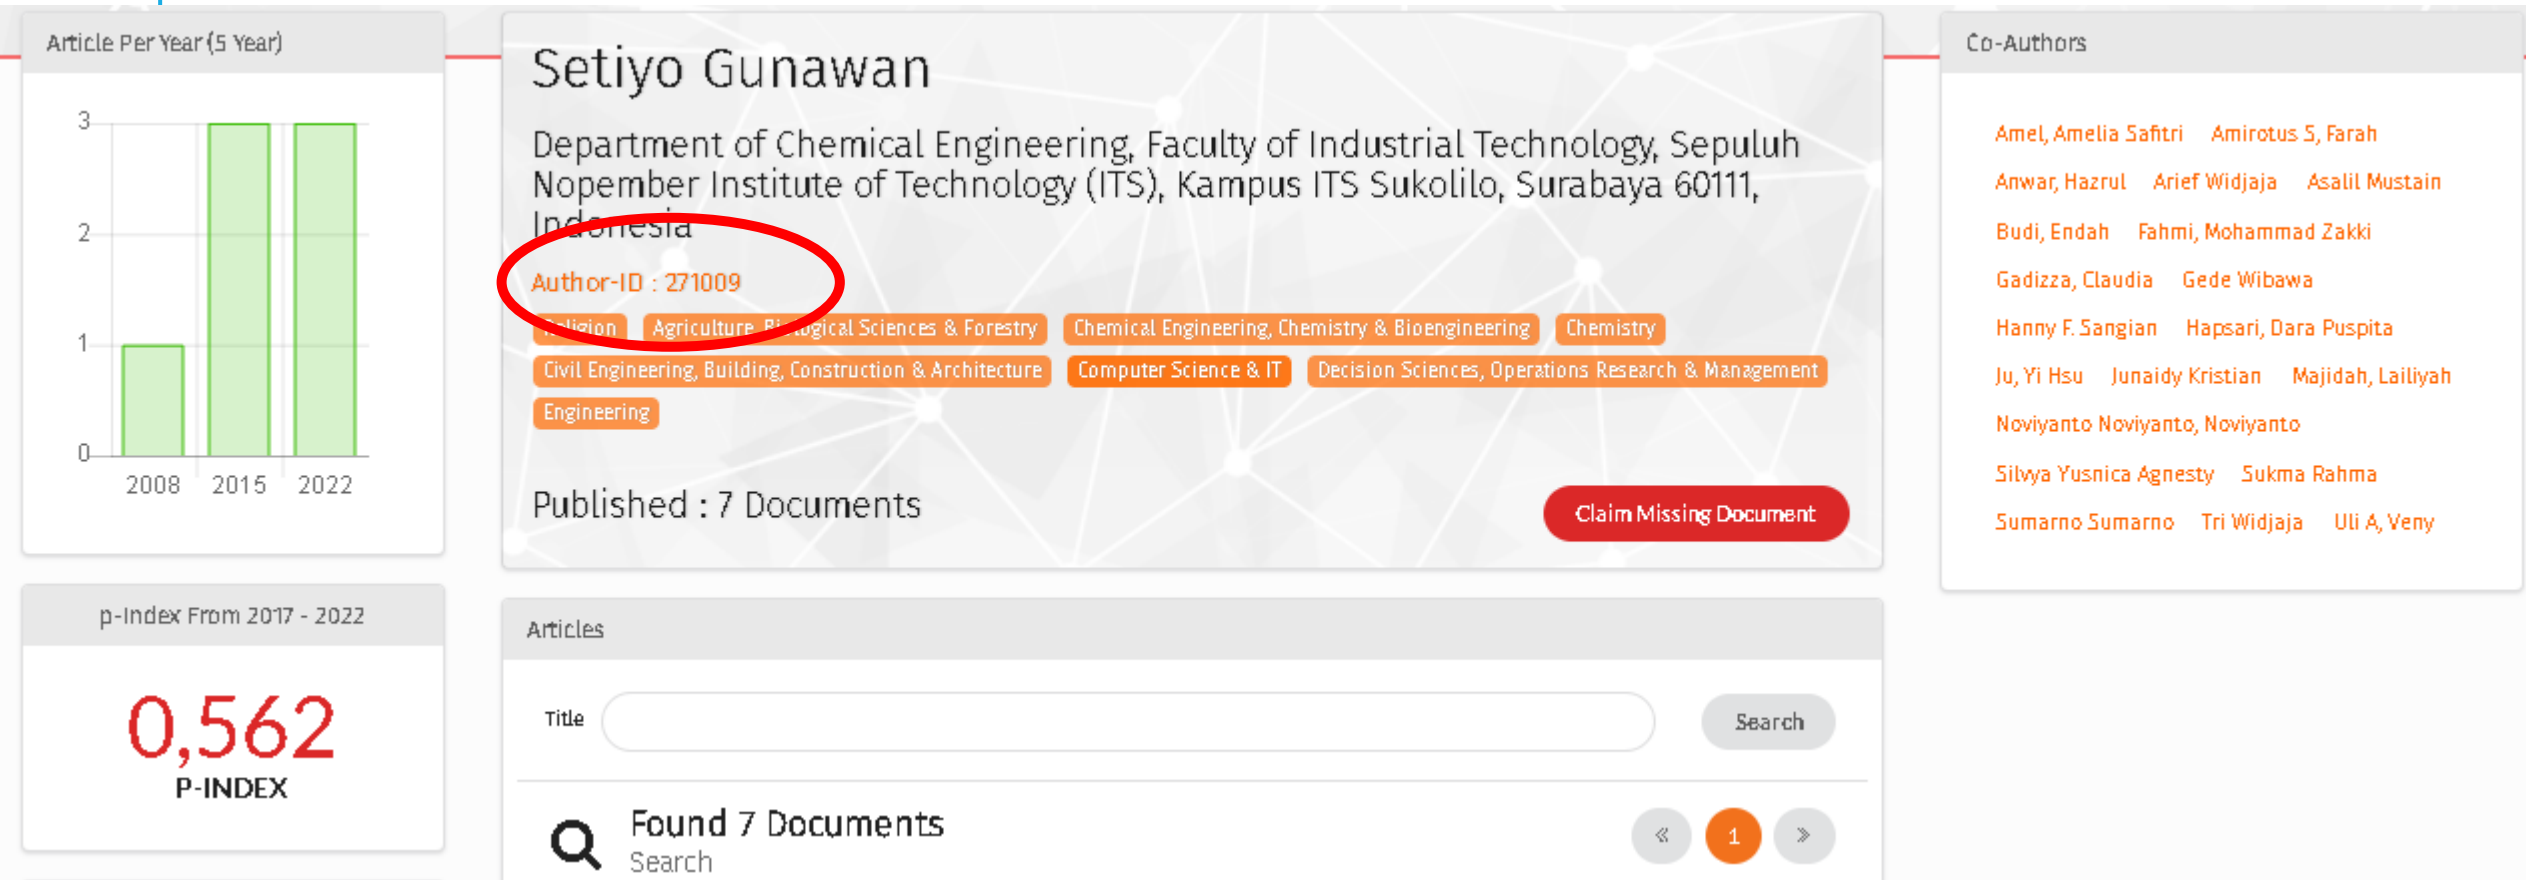 Article Per Year (5 Year)
3
2
1
0
2008 2015 2022
p-Index From 2017 - 2022
0,562
P-INDEX
Setiyo Gunawan
Department of Chemical Engineering, Faculty of Industrial Technology, Sepuluh
Nopember Institute of Technology (ITS), Kampus ITS Sukolilo, Surabaya 60111,
Indonesia
Author-ID : 271009
Religion Agriculture, Biological Sciences & Forestry Chemical Engineering, Chemistry & Bioengineering Chemistry
Civil Engineering, Building, Construction & Architecture Computer Science & IT Decision Sciences, Operations Research & Management
Engineering
Published : 7 Documents
Claim Missing Document
Articles
Title
Search
Found 7 Documents
Search
« 1 »
Co-Authors
Amel, Amelia Safitri Amirotus S, Farah
Anwar, Hazrul Arief Widjaja Asalil Mustain
Budi, Endah Fahmi, Mohammad Zakki
Gadizza, Claudia Gede Wibawa
Hanny F. Sangian Hapsari, Dara Puspita
Ju, Yi Hsu Junaidy Kristian Majidah, Lailiyah
Noviyanto Noviyanto, Noviyanto
Silvya Yusnica Agnesty Sukma Rahma
Sumarno Sumarno Tri Widjaja Uli A, Veny